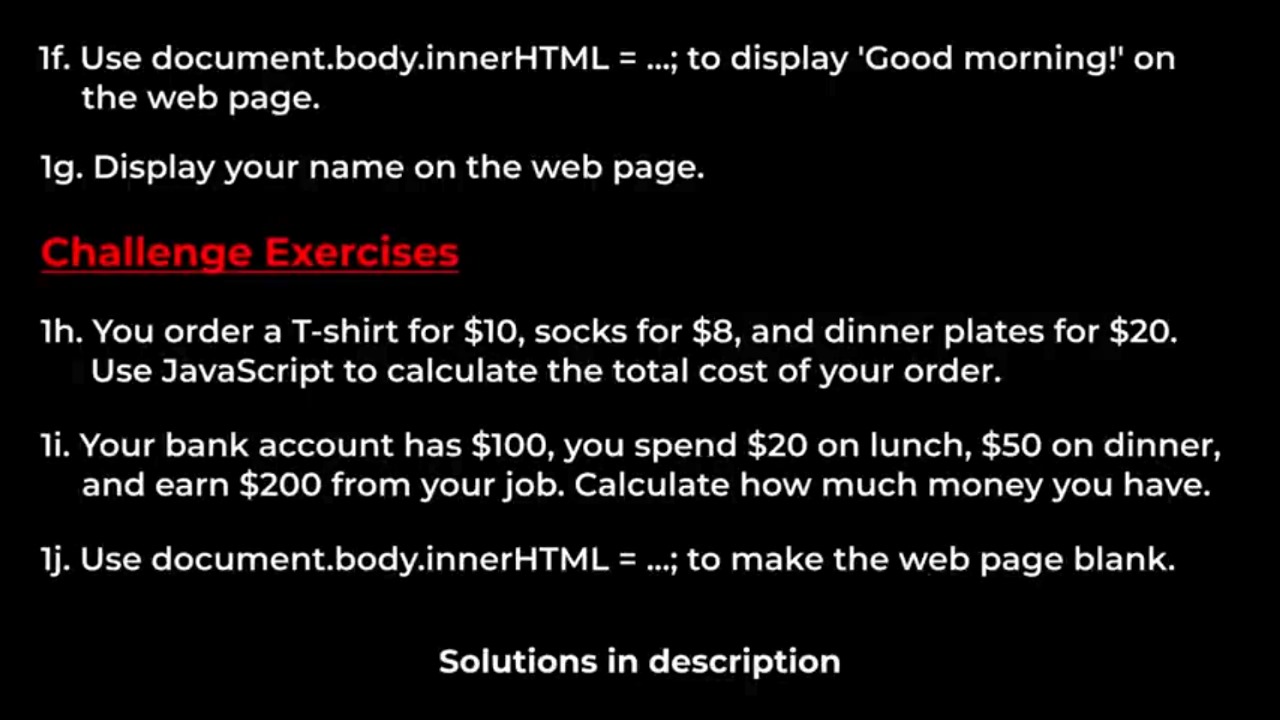 1f. Use document.body.innerHTML = ...; to display 'Good morning!' on
the web page.
1g. Display your name on the web page.
Challenge Exercises
1h. You order a T-shirt for $10, socks for $8, and dinner plates for $20.
Use JavaScript to calculate the total cost of your order.
1i. Your bank account has $100, you spend $20 on lunch, $50 on dinner,
and earn $200 from your job. Calculate how much money you have.
1j. Use document.body.innerHTML = ...; to make the web page blank.
Solutions in description